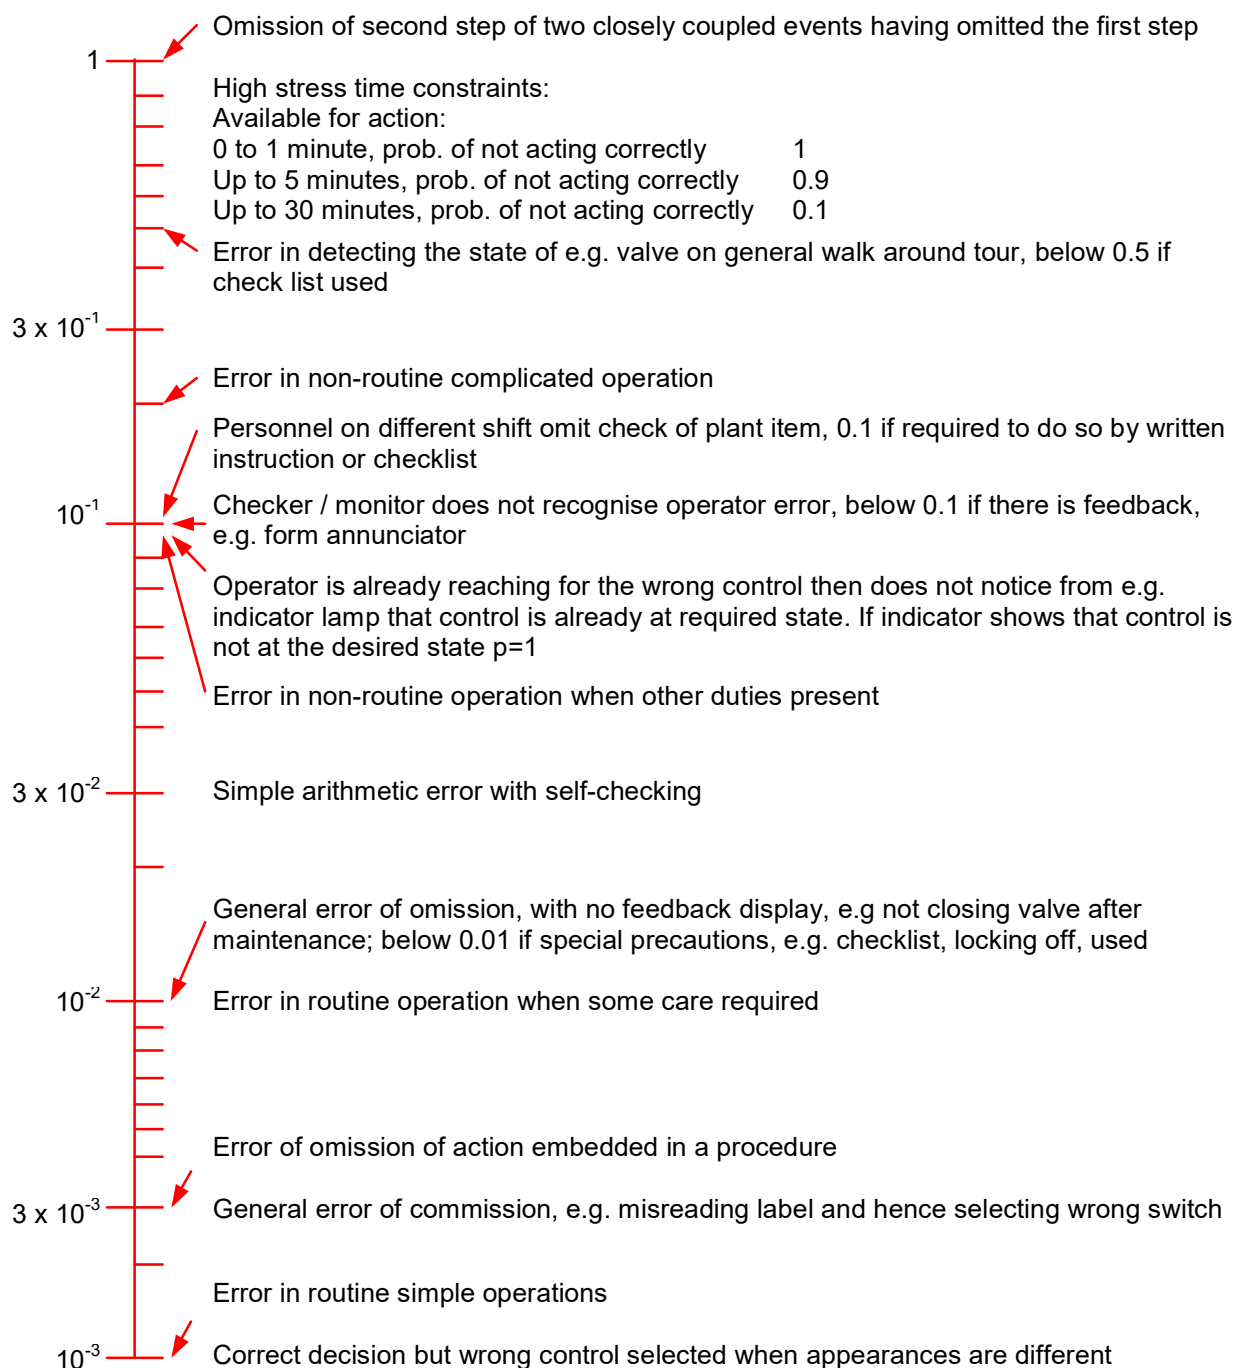 Omission of second step of two closely coupled events having omitted the first step
1
High stress time constraints:
Available for action:
0 to 1 minute, prob. of not acting correctly 1
Up to 5 minutes, prob. of not acting correctly 0.9
Up to 30 minutes, prob. of not acting correctly 0.1
Error in detecting the state of e.g. valve on general walk around tour, below 0.5 if
check list used
3 x 10⁻¹
Error in non-routine complicated operation
Personnel on different shift omit check of plant item, 0.1 if required to do so by written
instruction or checklist
10⁻¹
Checker / monitor does not recognise operator error, below 0.1 if there is feedback,
e.g. form annunciator
Operator is already reaching for the wrong control then does not notice from e.g.
indicator lamp that control is already at required state. If indicator shows that control is
not at the desired state p=1
Error in non-routine operation when other duties present
3 x 10⁻²
Simple arithmetic error with self-checking
General error of omission, with no feedback display, e.g not closing valve after
maintenance; below 0.01 if special precautions, e.g. checklist, locking off, used
10⁻²
Error in routine operation when some care required
Error of omission of action embedded in a procedure
3 x 10⁻³
General error of commission, e.g. misreading label and hence selecting wrong switch
Error in routine simple operations
10⁻³
Correct decision but wrong control selected when appearances are different